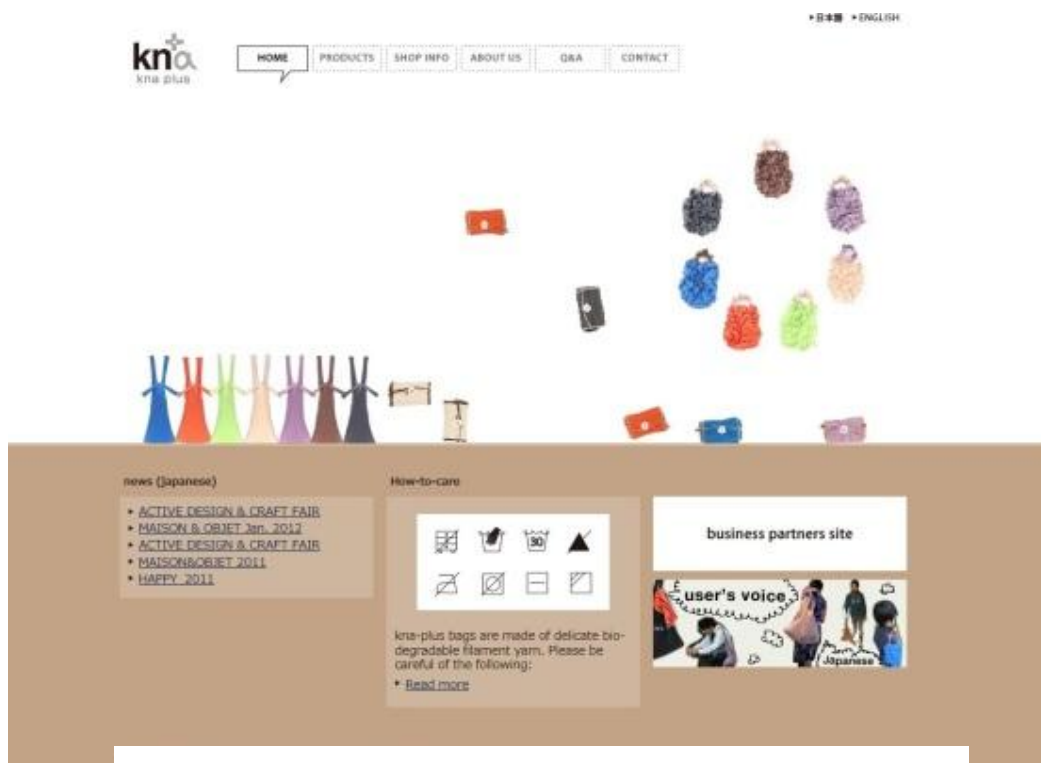 日本語 ENGLISH
kna
kna plus
HOME PRODUCTS SHOP INFO ABOUT US Q&A CONTACT
news (Japanese)
ACTIVE DESIGN & CRAFT FAIR
MAISON & OBJET Jan. 2012
ACTIVE DESIGN & CRAFT FAIR
MAISON&OBJET 2011
HAPPY 2011
How-to-care
30
kna-plus bags are made of delicate bio-
degradable filament yarn. Please be
careful of the following:
Read more
business partners site
user's voice
Japanese